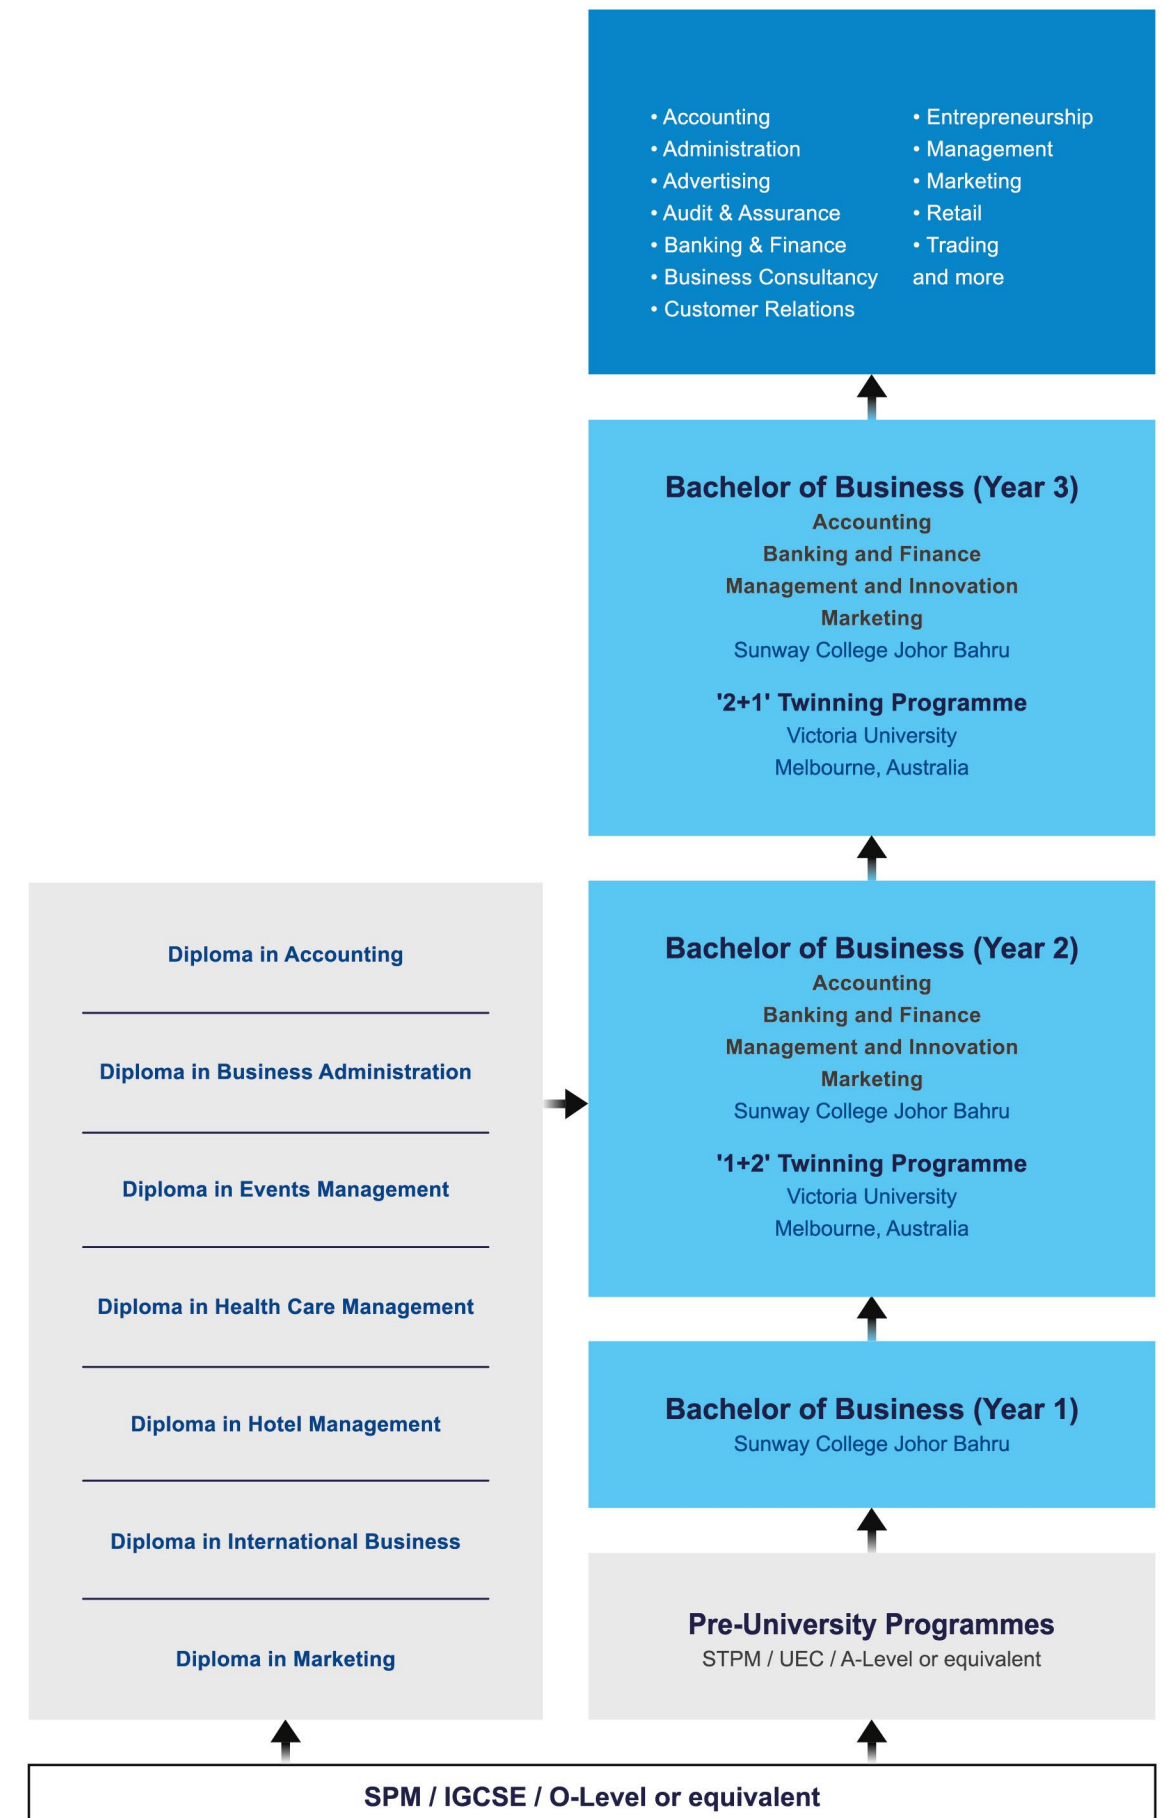 • Accounting
• Administration
• Advertising
• Audit & Assurance
• Banking & Finance
• Business Consultancy
• Customer Relations
• Entrepreneurship
• Management
• Marketing
• Retail
• Trading
and more
Bachelor of Business (Year 3)
Accounting
Banking and Finance
Management and Innovation
Marketing
Sunway College Johor Bahru
'2+1' Twinning Programme
Victoria University
Melbourne, Australia
Diploma in Accounting
Diploma in Business Administration
Diploma in Events Management
Diploma in Health Care Management
Diploma in Hotel Management
Diploma in International Business
Diploma in Marketing
Bachelor of Business (Year 2)
Accounting
Banking and Finance
Management and Innovation
Marketing
Sunway College Johor Bahru
'1+2' Twinning Programme
Victoria University
Melbourne, Australia
Bachelor of Business (Year 1)
Sunway College Johor Bahru
Pre-University Programmes
STPM / UEC / A-Level or equivalent
SPM / IGCSE / O-Level or equivalent